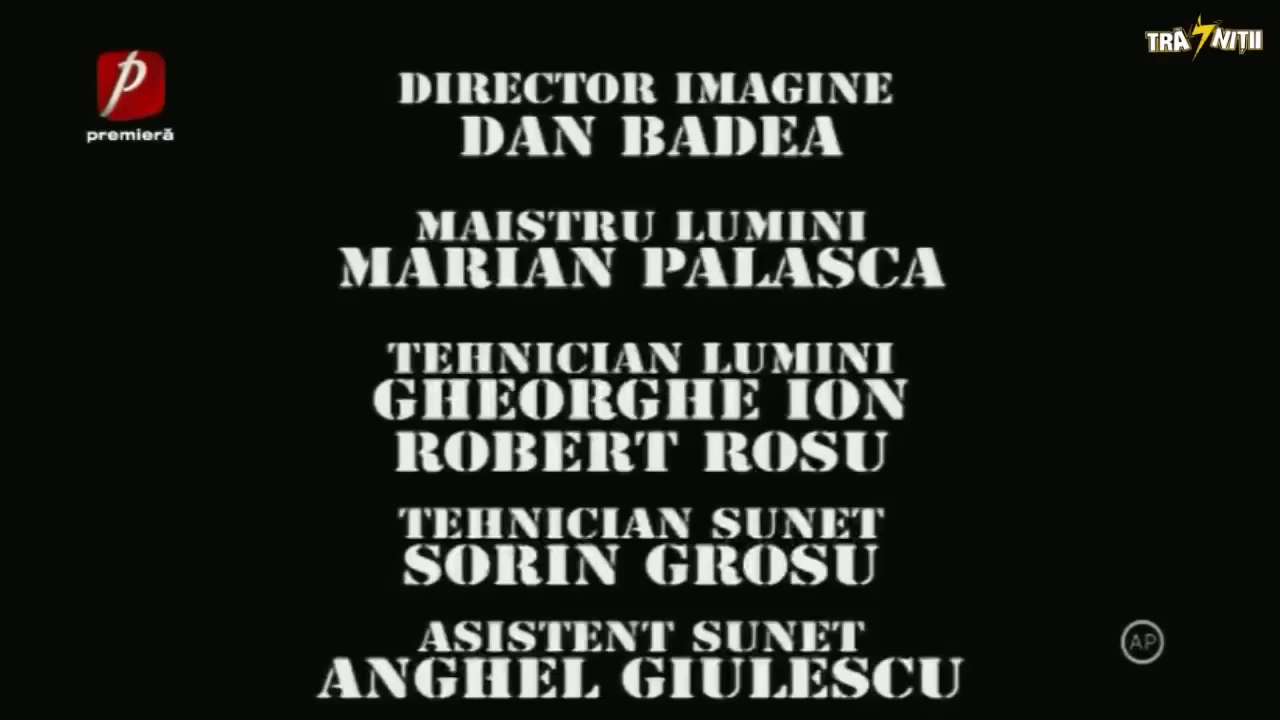 TRĂSNIȚII
p
premieră
DIRECTOR IMAGINE
DAN BADEA
MAISTRU LUMINI
MARIAN PALASCA
TEHNICIAN LUMINI
GHEORGHE ION
ROBERT ROSU
TEHNICIAN SUNET
SORIN GROSU
ASISTENT SUNET
ANGHEL GIULESCU
AP